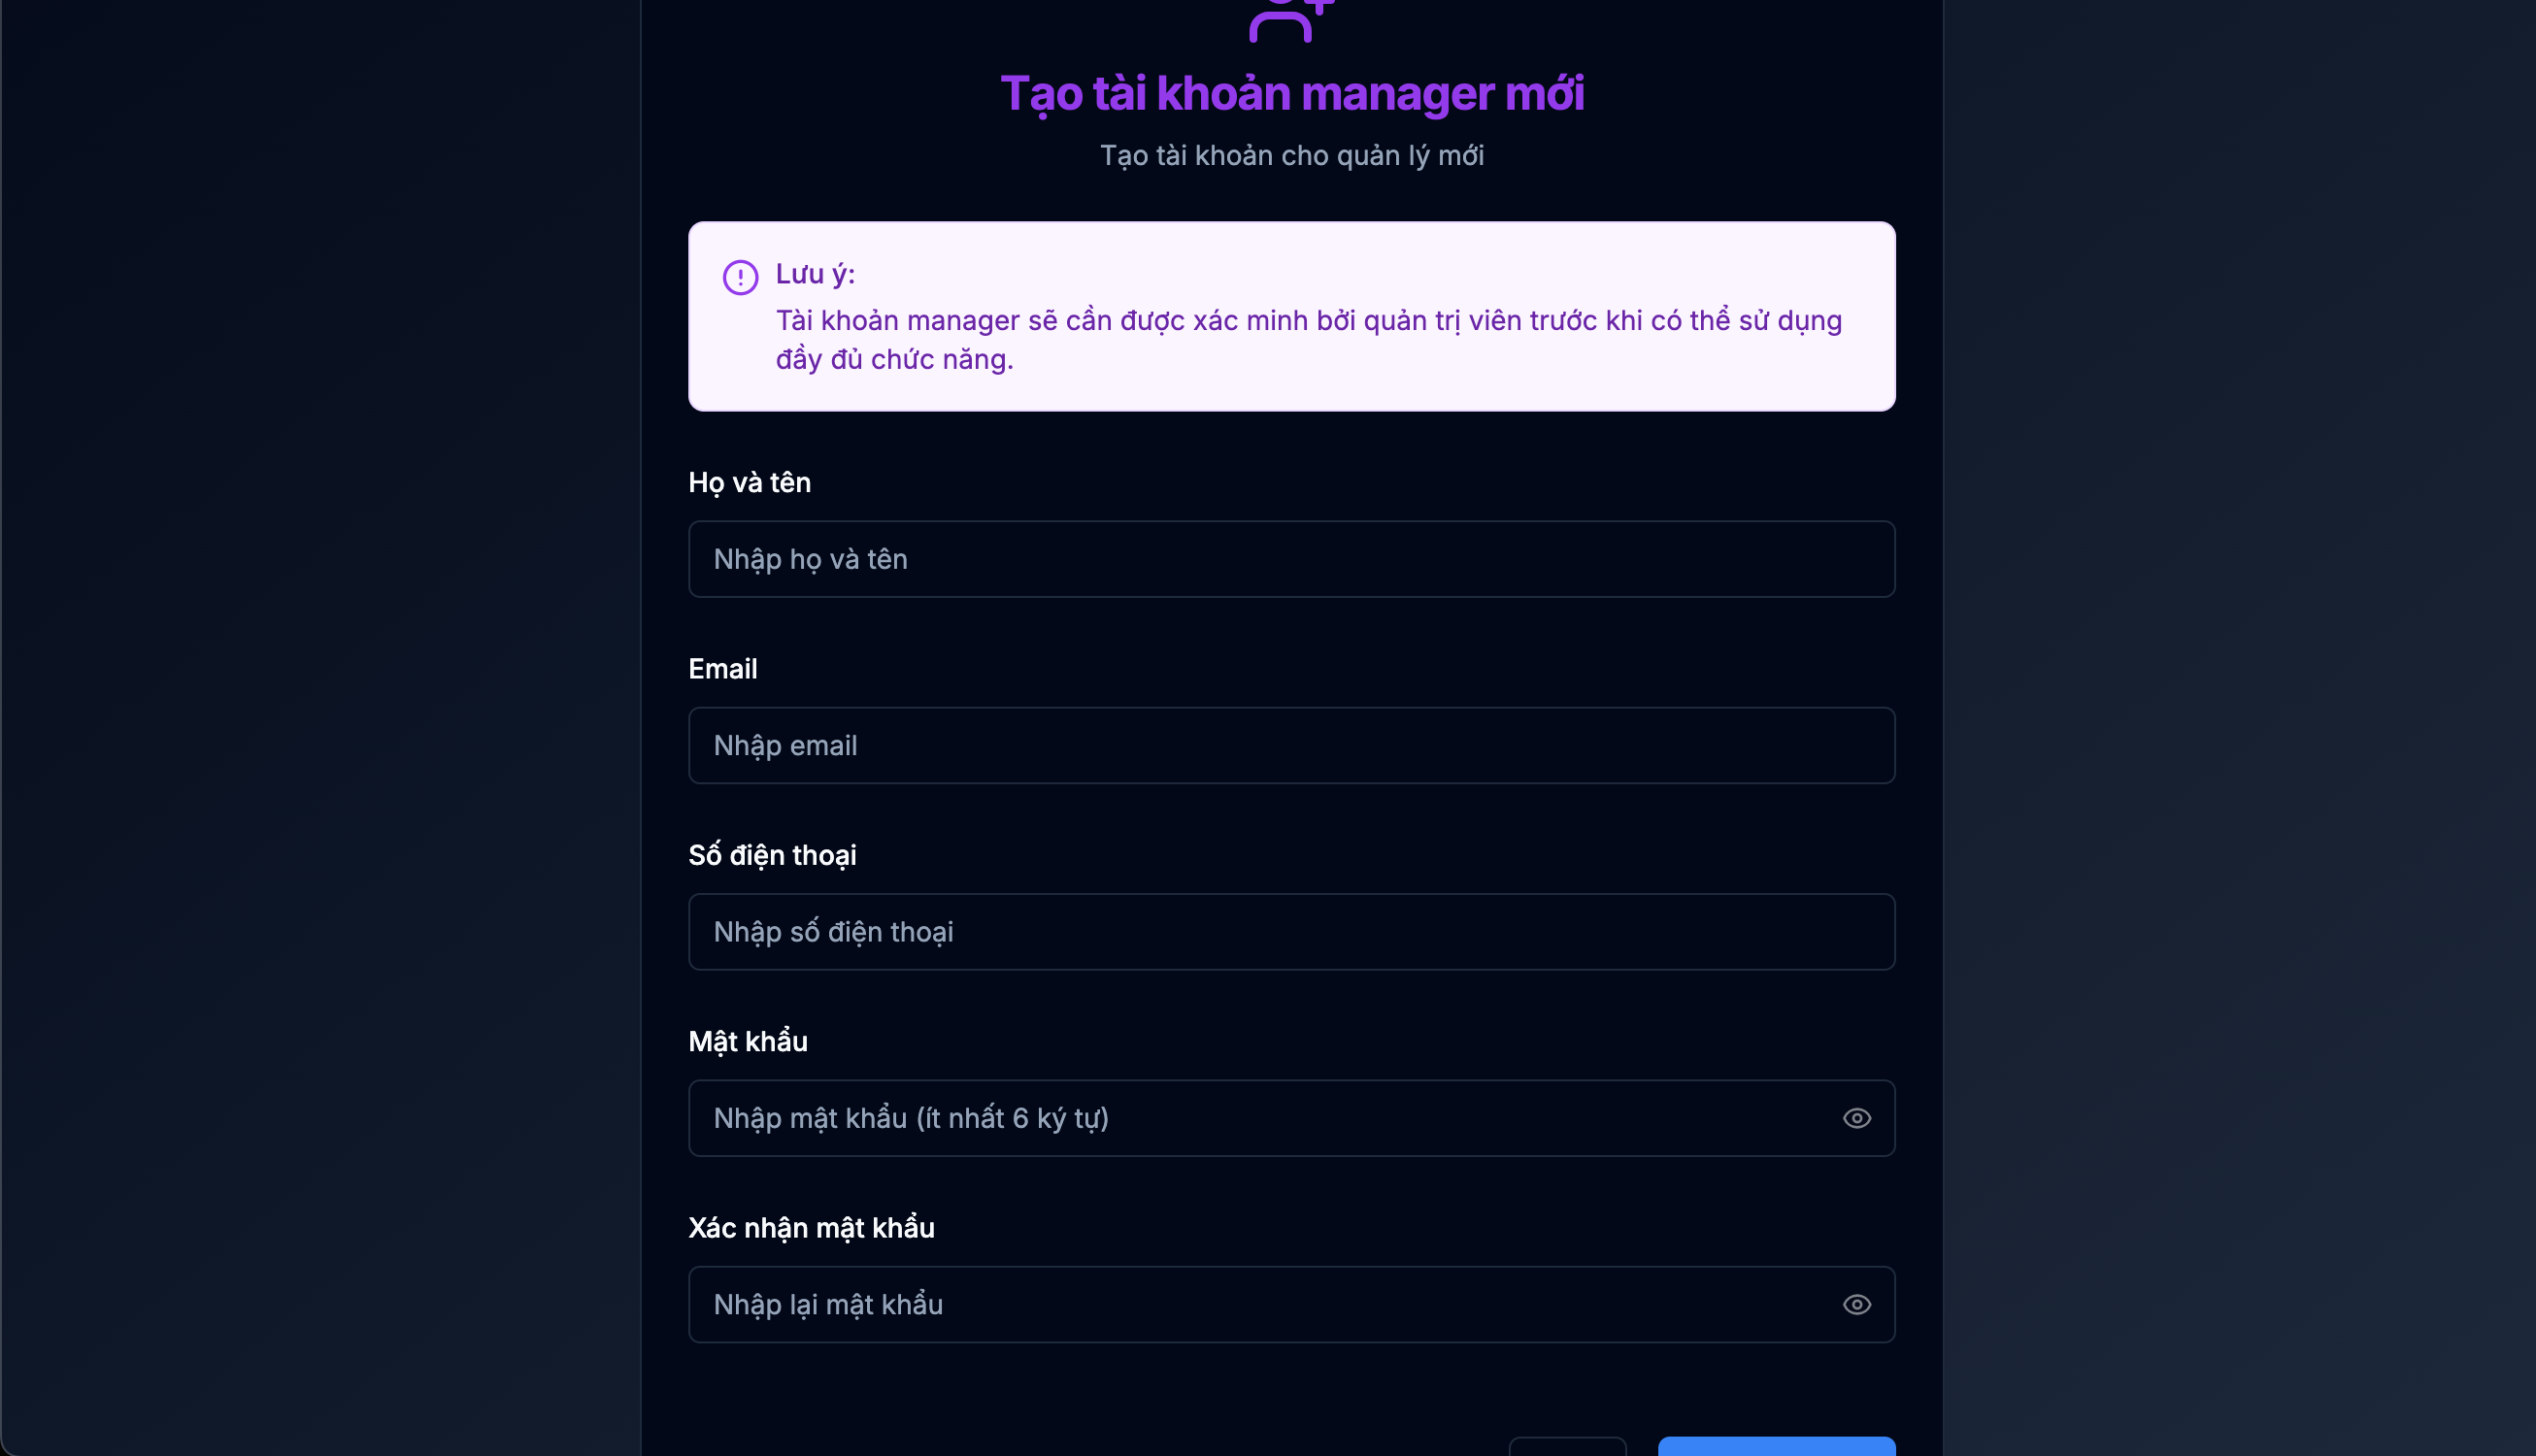 Tạo tài khoản manager mới
Tạo tài khoản cho quản lý mới
Lưu ý:
Tài khoản manager sẽ cần được xác minh bởi quản trị viên trước khi có thể sử dụng
đầy đủ chức năng.
Họ và tên
Nhập họ và tên
Email
Nhập email
Số điện thoại
Nhập số điện thoại
Mật khẩu
Nhập mật khẩu (ít nhất 6 ký tự)
Xác nhận mật khẩu
Nhập lại mật khẩu